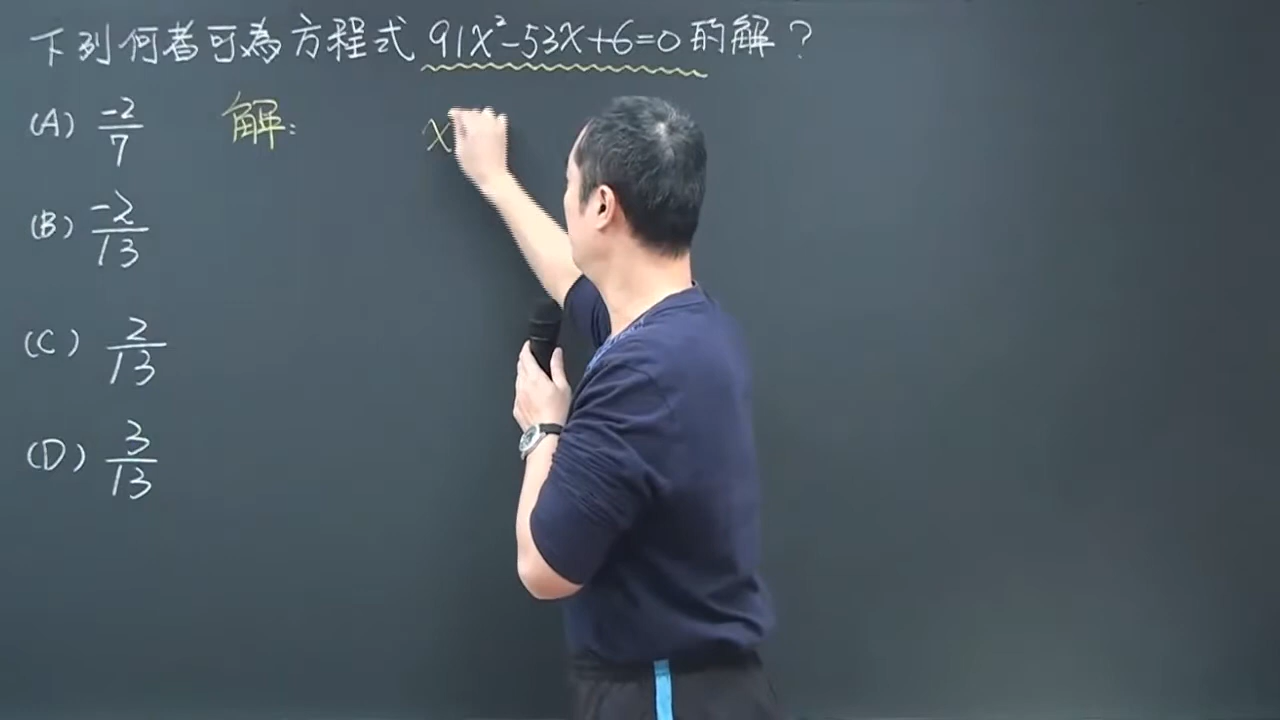 下列何者可為方程式 91x²-53x+6=0 的解？
(A) -2/7
解：
x
(B) -2/13
(C) 2/13
(D) 3/13